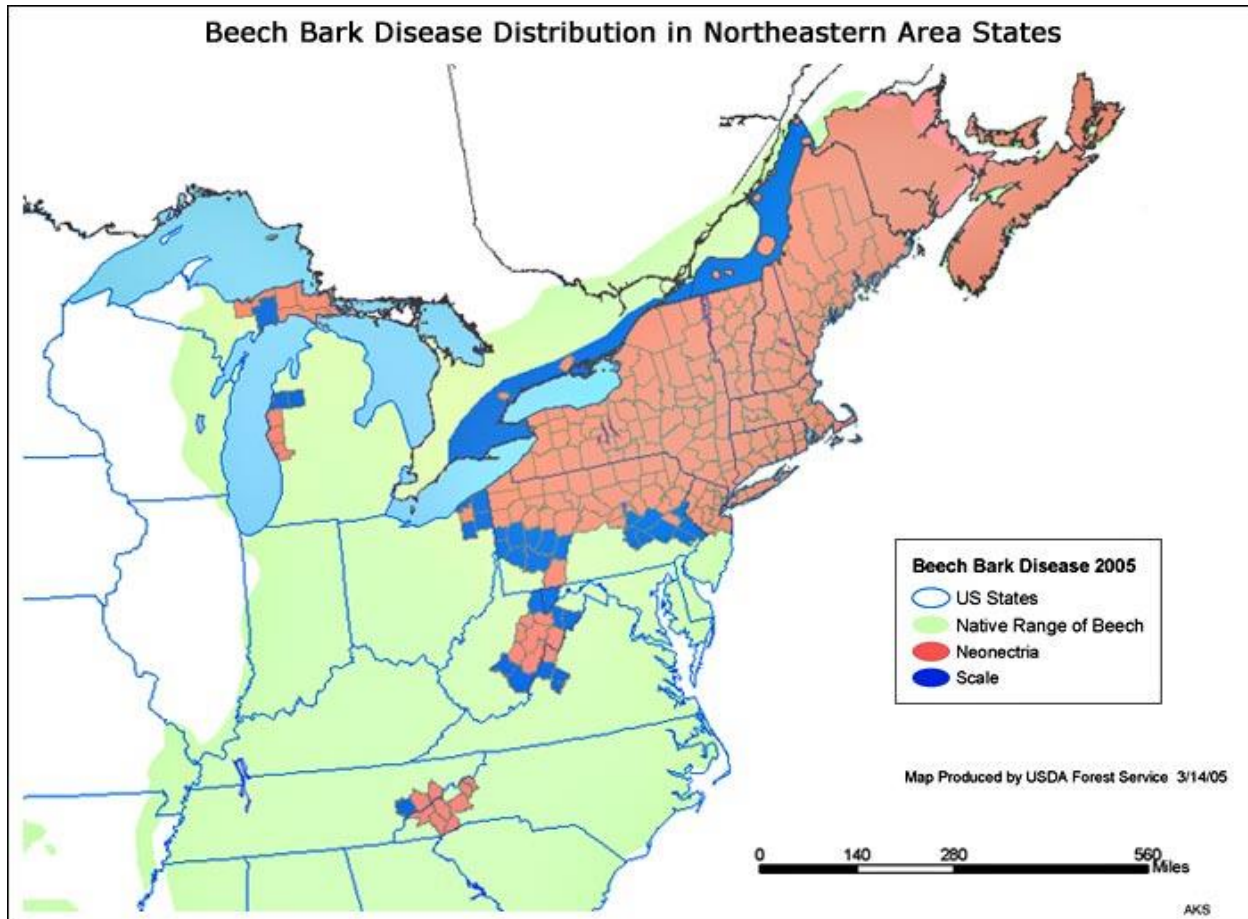 Beech Bark Disease Distribution in Northeastern Area States
Beech Bark Disease 2005
US States
Native Range of Beech
Neonectria
Scale
Map Produced by USDA Forest Service 3/14/05
0 140 280 560
Miles
AKS